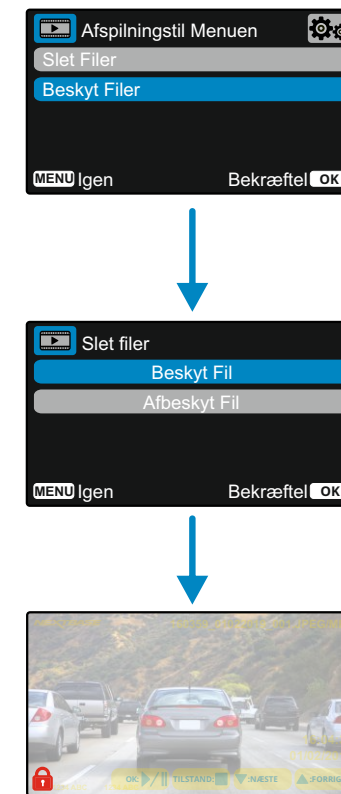 Afspilningstil Menuen
Slet Filer
Beskyt Filer
MENU Igen Bekræftel OK
Slet filer
Beskyt Fil
Afbeskyt Fil
MENU Igen Bekræftel OK
OK: TILSTAND: :NÆSTE :FORRIG